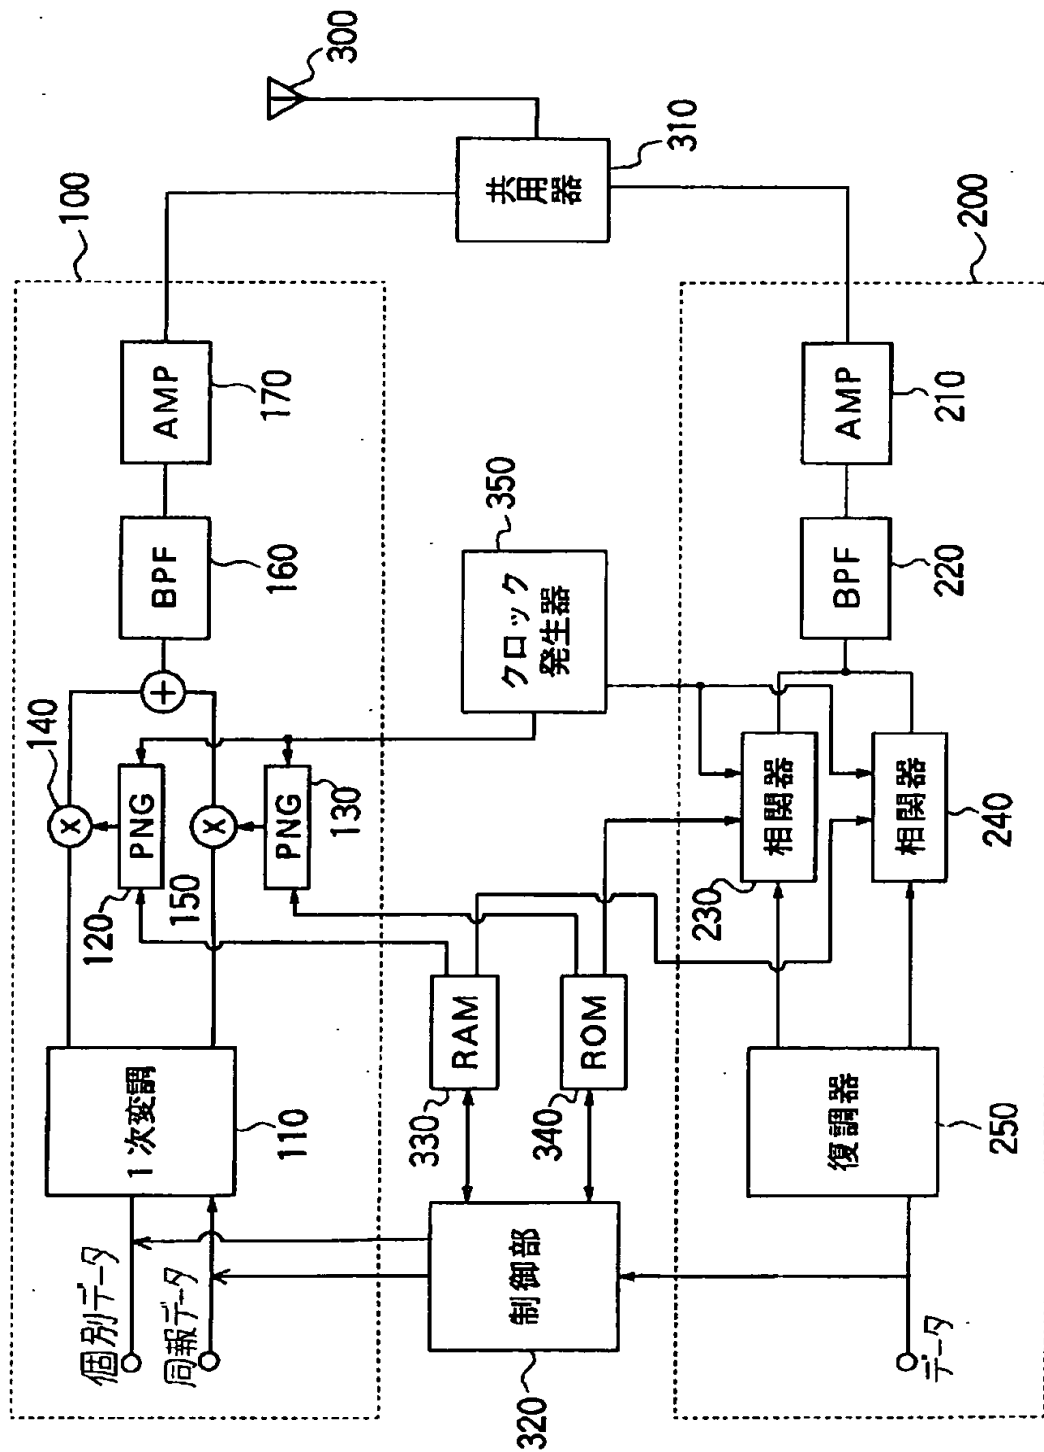 100
個別データ
同報データ
1次変調
110
140
PNG
120
150
PNG
130
BPF
160
AMP
170
300
共用器
310
制御部
320
RAM
330
ROM
340
クロック
発生器
350
200
データ
復調器
250
相関器
230
相関器
240
BPF
220
AMP
210